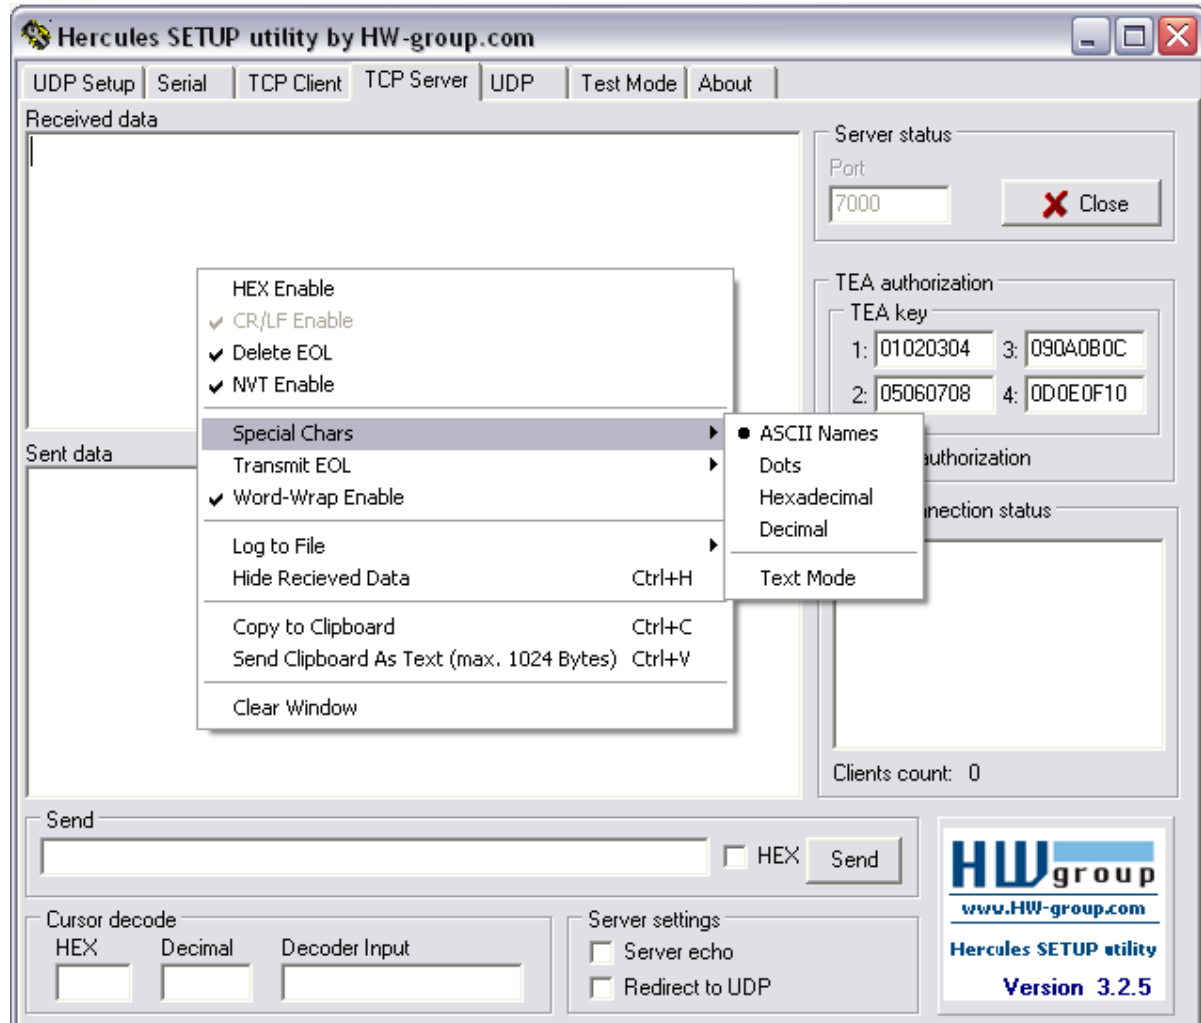 Hercules SETUP utility by HW-group.com
UDP Setup Serial TCP Client TCP Server UDP Test Mode About
Received data
Server status
Port
7000 Close
TEA authorization
TEA key
1: 01020304 3: 090A0B0C
2: 05060708 4: 0D0E0F10
authorization
nection status
Clients count: 0
HEX Enable
CR/LF Enable
Delete EOL
NVT Enable
Special Chars
Transmit EOL
Word-Wrap Enable
Log to File
Hide Recieved Data Ctrl+H
Copy to Clipboard Ctrl+C
Send Clipboard As Text (max. 1024 Bytes) Ctrl+V
Clear Window
ASCII Names
Dots
Hexadecimal
Decimal
Text Mode
Sent data
Send
HEX Send
Cursor decode
HEX Decimal Decoder Input
Server settings
Server echo
Redirect to UDP
HW group
www.HW-group.com
Hercules SETUP utility
Version 3.2.5